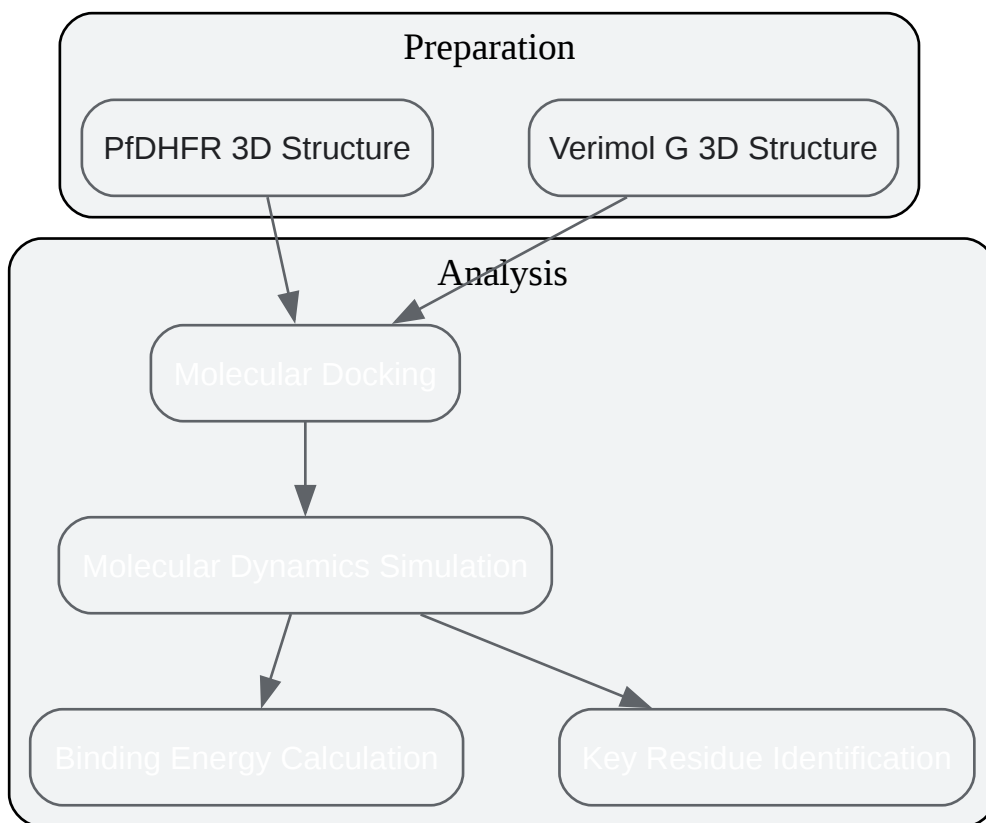 Preparation
PfDHFR 3D Structure
Verimol G 3D Structure
Analysis
Molecular Docking
Molecular Dynamics Simulation
Binding Energy Calculation
Key Residue Identification